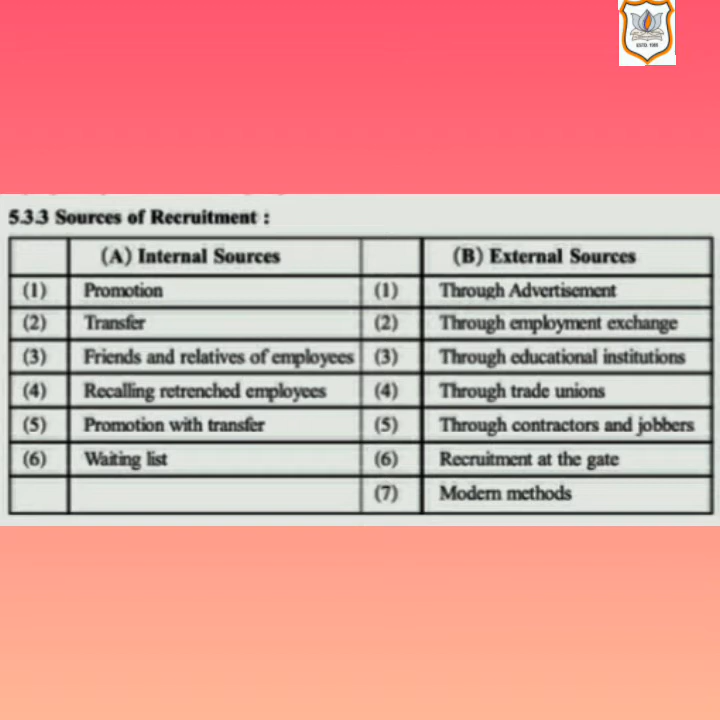 ESTD. 1995
5.3.3 Sources of Recruitment :
(A) Internal Sources (B) External Sources
(1) Promotion (1) Through Advertisement
(2) Transfer (2) Through employment exchange
(3) Friends and relatives of employees (3) Through educational institutions
(4) Recalling retrenched employees (4) Through trade unions
(5) Promotion with transfer (5) Through contractors and jobbers
(6) Waiting list (6) Recruitment at the gate
(7) Modern methods